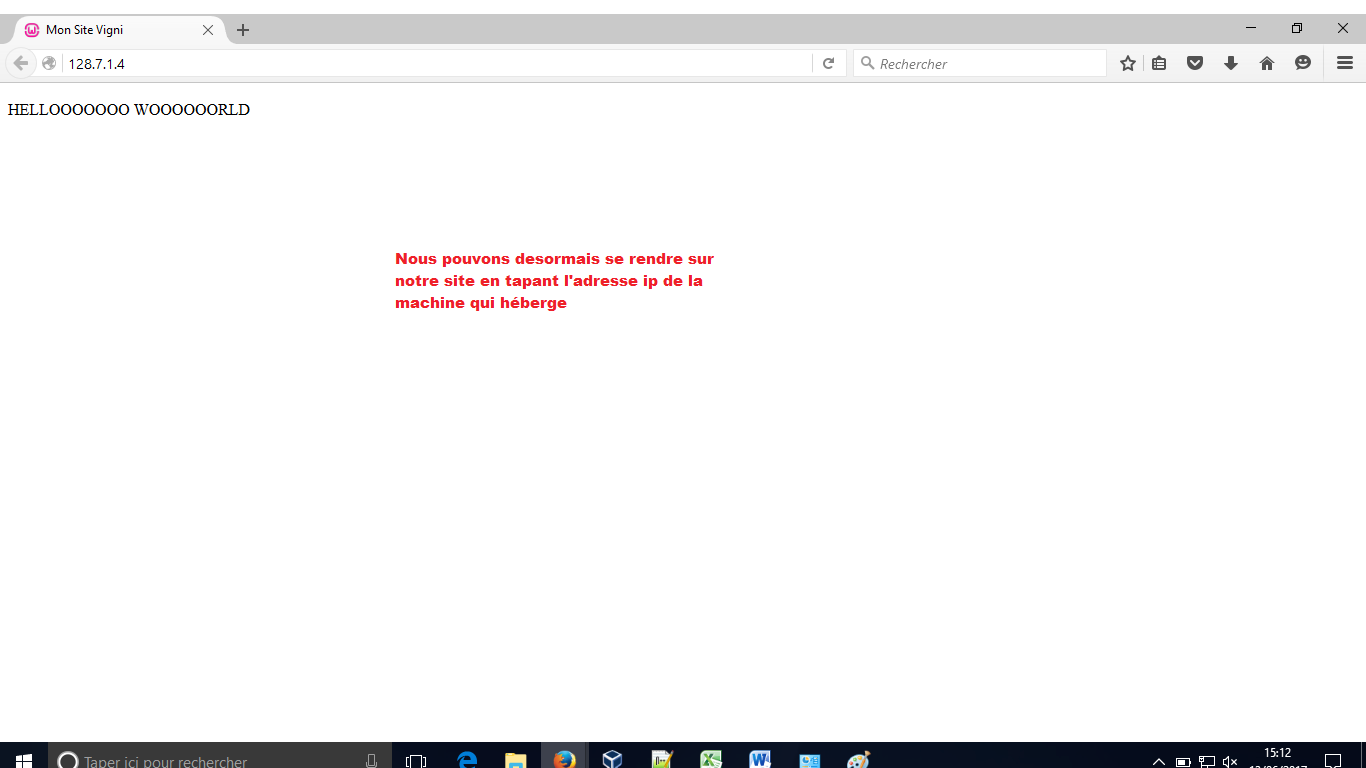 Mon Site Vigni
128.7.1.4
Rechercher
HELLOOOOOOO WOOOOOORLD
Nous pouvons desormais se rendre sur
notre site en tapant l'adresse ip de la
machine qui héberge
Taper ici pour rechercher
15:12